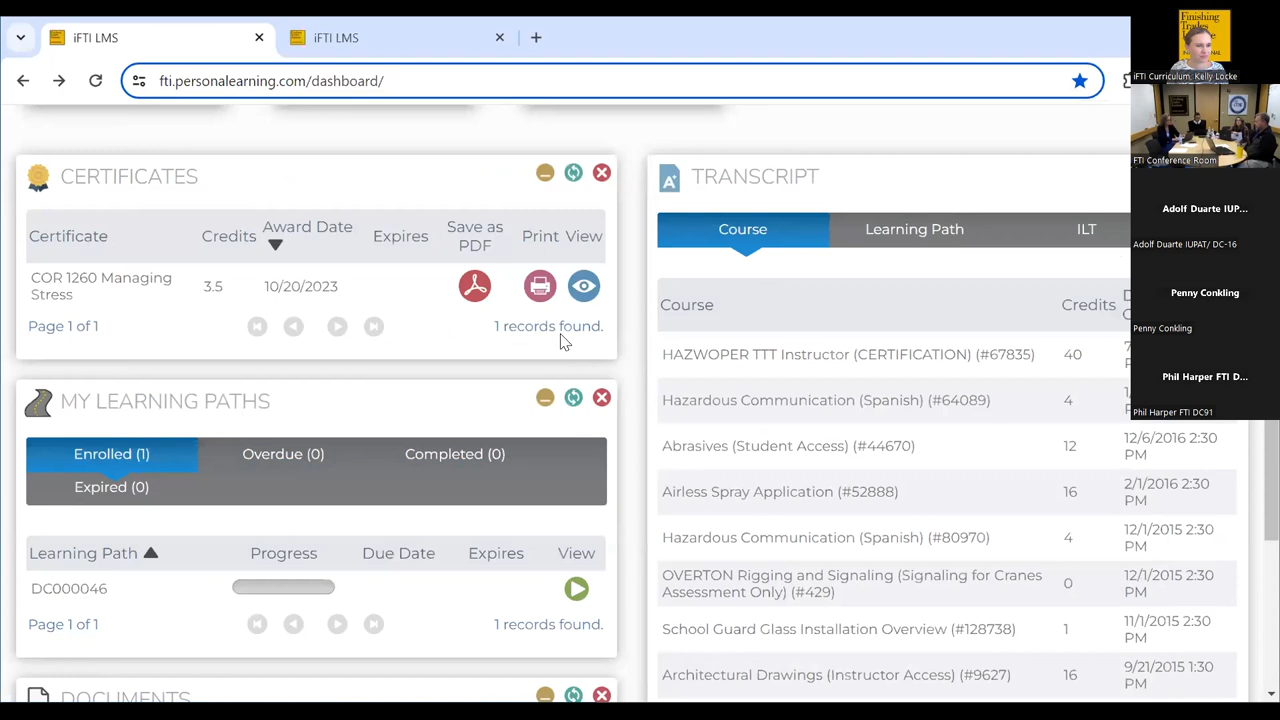 iFTI LMS
iFTI LMS
fti.personalearning.com/dashboard/
CERTIFICATES
Certificate
Credits
Award Date
Expires
Save as
PDF
Print
View
COR 1260 Managing
Stress
3.5
10/20/2023
Page 1 of 1
1 records found.
MY LEARNING PATHS
Enrolled (1)
Overdue (0)
Completed (0)
Expired (0)
Learning Path
Progress
Due Date
Expires
View
DC000046
Page 1 of 1
1 records found.
DOCUMENTS
TRANSCRIPT
Course
Learning Path
ILT
Course
Credits
HAZWOPER TTT Instructor (CERTIFICATION) (#67835)
40
Hazardous Communication (Spanish) (#64089)
4
Abrasives (Student Access) (#44670)
12
12/6/2016 2:30
PM
Airless Spray Application (#52888)
16
2/1/2016 2:30
PM
Hazardous Communication (Spanish) (#80970)
4
12/1/2015 2:30
PM
OVERTON Rigging and Signaling (Signaling for Cranes
Assessment Only) (#429)
0
12/1/2015 2:30
PM
School Guard Glass Installation Overview (#128738)
1
11/1/2015 2:30
PM
Architectural Drawings (Instructor Access) (#9627)
16
9/21/2015 1:30
PM
Finishing
Trades
iFTI Curriculum, Kelly Locke
FTI Conference Room
Adolf Duarte IUP...
Adolf Duarte IUPAT/ DC-16
Penny Conkling
Penny Conkling
Phil Harper FTI D...
Phil Harper FTI DC91